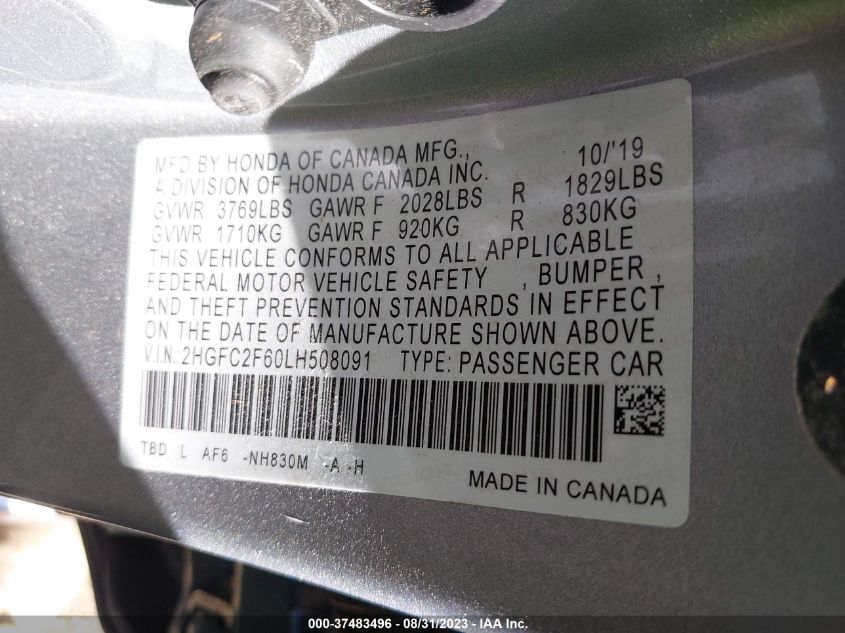 MFD BY HONDA OF CANADA MFG., 10/'19
A DIVISION OF HONDA CANADA INC.
GVWR 3769LBS GAWR F 2028LBS R 1829LBS
GVWR 1710KG GAWR F 920KG R 830KG
THIS VEHICLE CONFORMS TO ALL APPLICABLE
FEDERAL MOTOR VEHICLE SAFETY , BUMPER ,
AND THEFT PREVENTION STANDARDS IN EFFECT
ON THE DATE OF MANUFACTURE SHOWN ABOVE.
V.I.N.:2HGFC2F60LH508091 TYPE: PASSENGER CAR
TBD L AF6 -NH830M -A -H
MADE IN CANADA
000-37483496 - 08/31/2023 - IAA Inc.